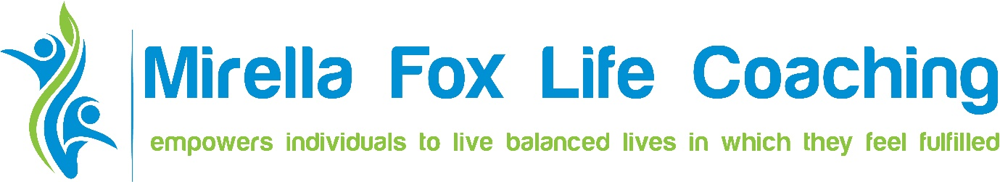 Mirella Fox Life Coaching
empowers individuals to live balanced lives in which they feel fulfilled